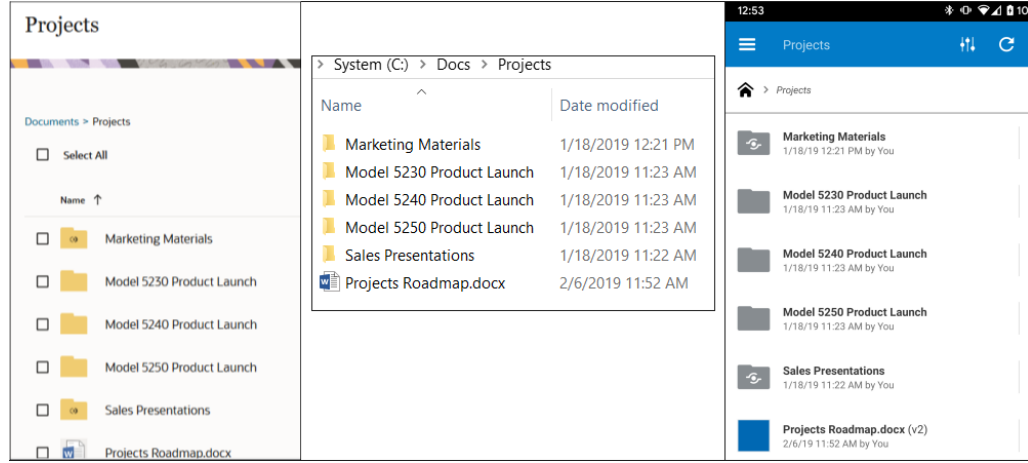 Projects
Documents > Projects
Select All
Name ↑
Marketing Materials
Model 5230 Product Launch
Model 5240 Product Launch
Model 5250 Product Launch
Sales Presentations
Projects Roadmap.docx
> System (C:) > Docs > Projects
Name Date modified
Marketing Materials 1/18/2019 12:21 PM
Model 5230 Product Launch 1/18/2019 11:23 AM
Model 5240 Product Launch 1/18/2019 11:23 AM
Model 5250 Product Launch 1/18/2019 11:23 AM
Sales Presentations 1/18/2019 11:22 AM
Projects Roadmap.docx 2/6/2019 11:52 AM
12:53 10
Projects
> Projects
Marketing Materials
1/18/19 12:21 PM by You
Model 5230 Product Launch
1/18/19 11:23 AM by You
Model 5240 Product Launch
1/18/19 11:23 AM by You
Model 5250 Product Launch
1/18/19 11:23 AM by You
Sales Presentations
1/18/19 11:22 AM by You
Projects Roadmap.docx (v2)
2/6/19 11:52 AM by You